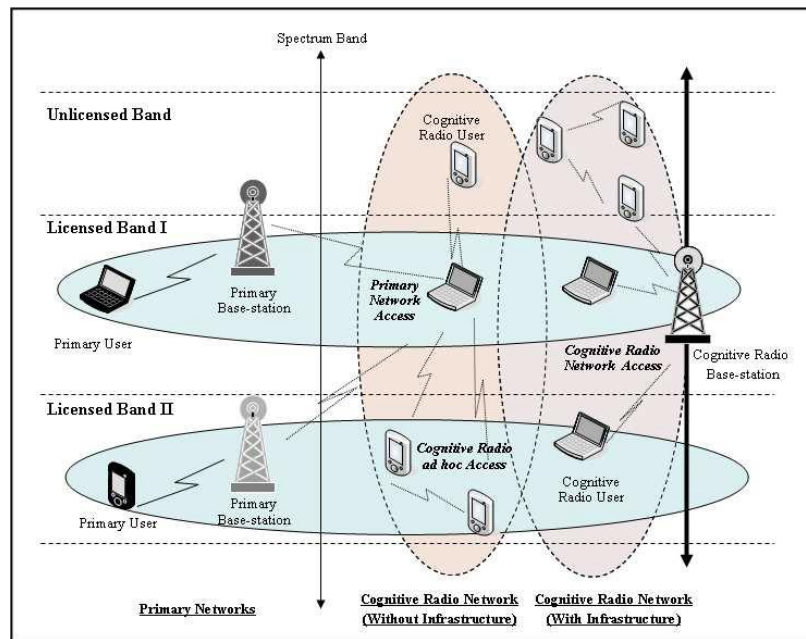 Spectrum Band
Unlicensed Band
Cognitive
Radio User
Licensed Band I
Primary
Base-station
Primary
Network
Access
Primary User
Cognitive Radio
Network Access
Cognitive Radio
Base-station
Licensed Band II
Cognitive Radio
ad hoc Access
Primary
Base-station
Cognitive
Radio User
Primary User
Primary Networks
Cognitive Radio Network
(Without Infrastructure)
Cognitive Radio Network
(With Infrastructure)